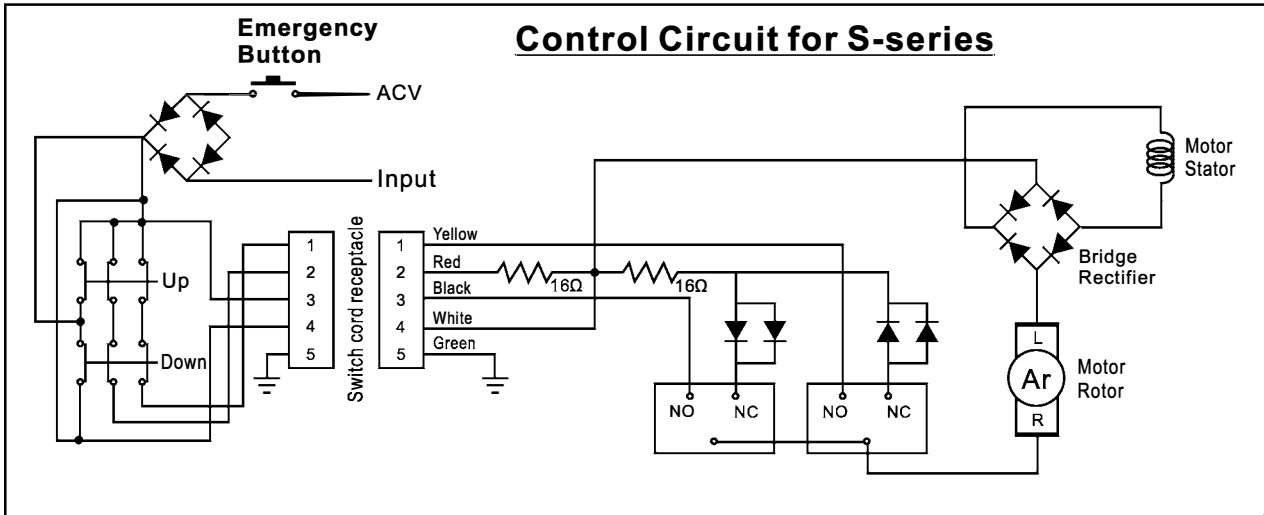 Control Circuit for S-series
Emergency
Button
ACV
Input
Up
Down
1
2
3
4
5
Switch cord receptacle
1
2
3
4
5
Yellow
Red
Black
White
Green
16Ω
16Ω
NO
NC
NO
NC
Motor
Stator
Bridge
Rectifier
L
Ar
R
Motor
Rotor